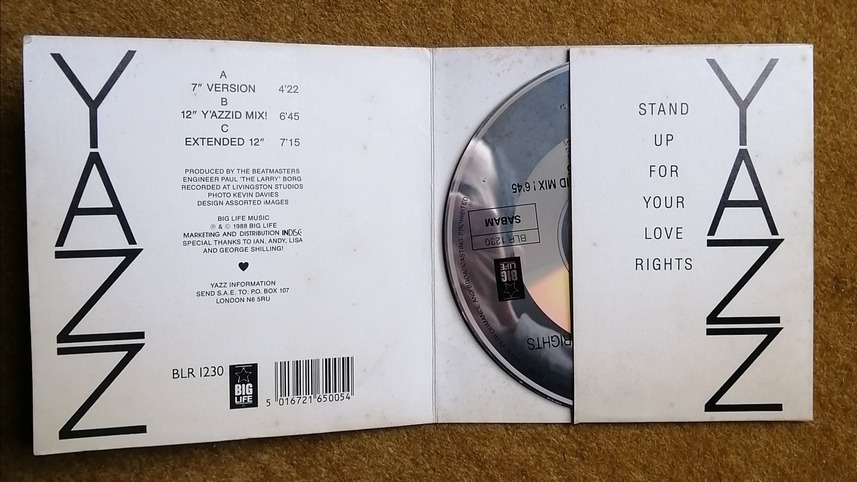 YAZZ
A
7" VERSION 4'22
B
12" Y'AZZID MIX! 6'45
C
EXTENDED 12" 7'15
PRODUCED BY THE BEATMASTERS
ENGINEER PAUL 'THE LARRY' BORG
RECORDED AT LIVINGSTON STUDIOS
PHOTO KEVIN DAVIES
DESIGN ASSORTED iMAGES
BIG LIFE MUSIC
℗ & © 1988 BIG LIFE
MARKETING AND DISTRIBUTION INDISC
SPECIAL THANKS TO IAN, ANDY, LISA
AND GEORGE SHILLING!
YAZZ INFORMATION
SEND S.A.E. TO: P.O. BOX 107
LONDON N6 5RU
BLR 1230
BIG
LIFE
5 016721 650054
RIGHTS
BIG
LIFE
BLR 1230
SABAM
ID MIX ! 6'45
STAND
UP
FOR
YOUR
LOVE
RIGHTS
YAZZ